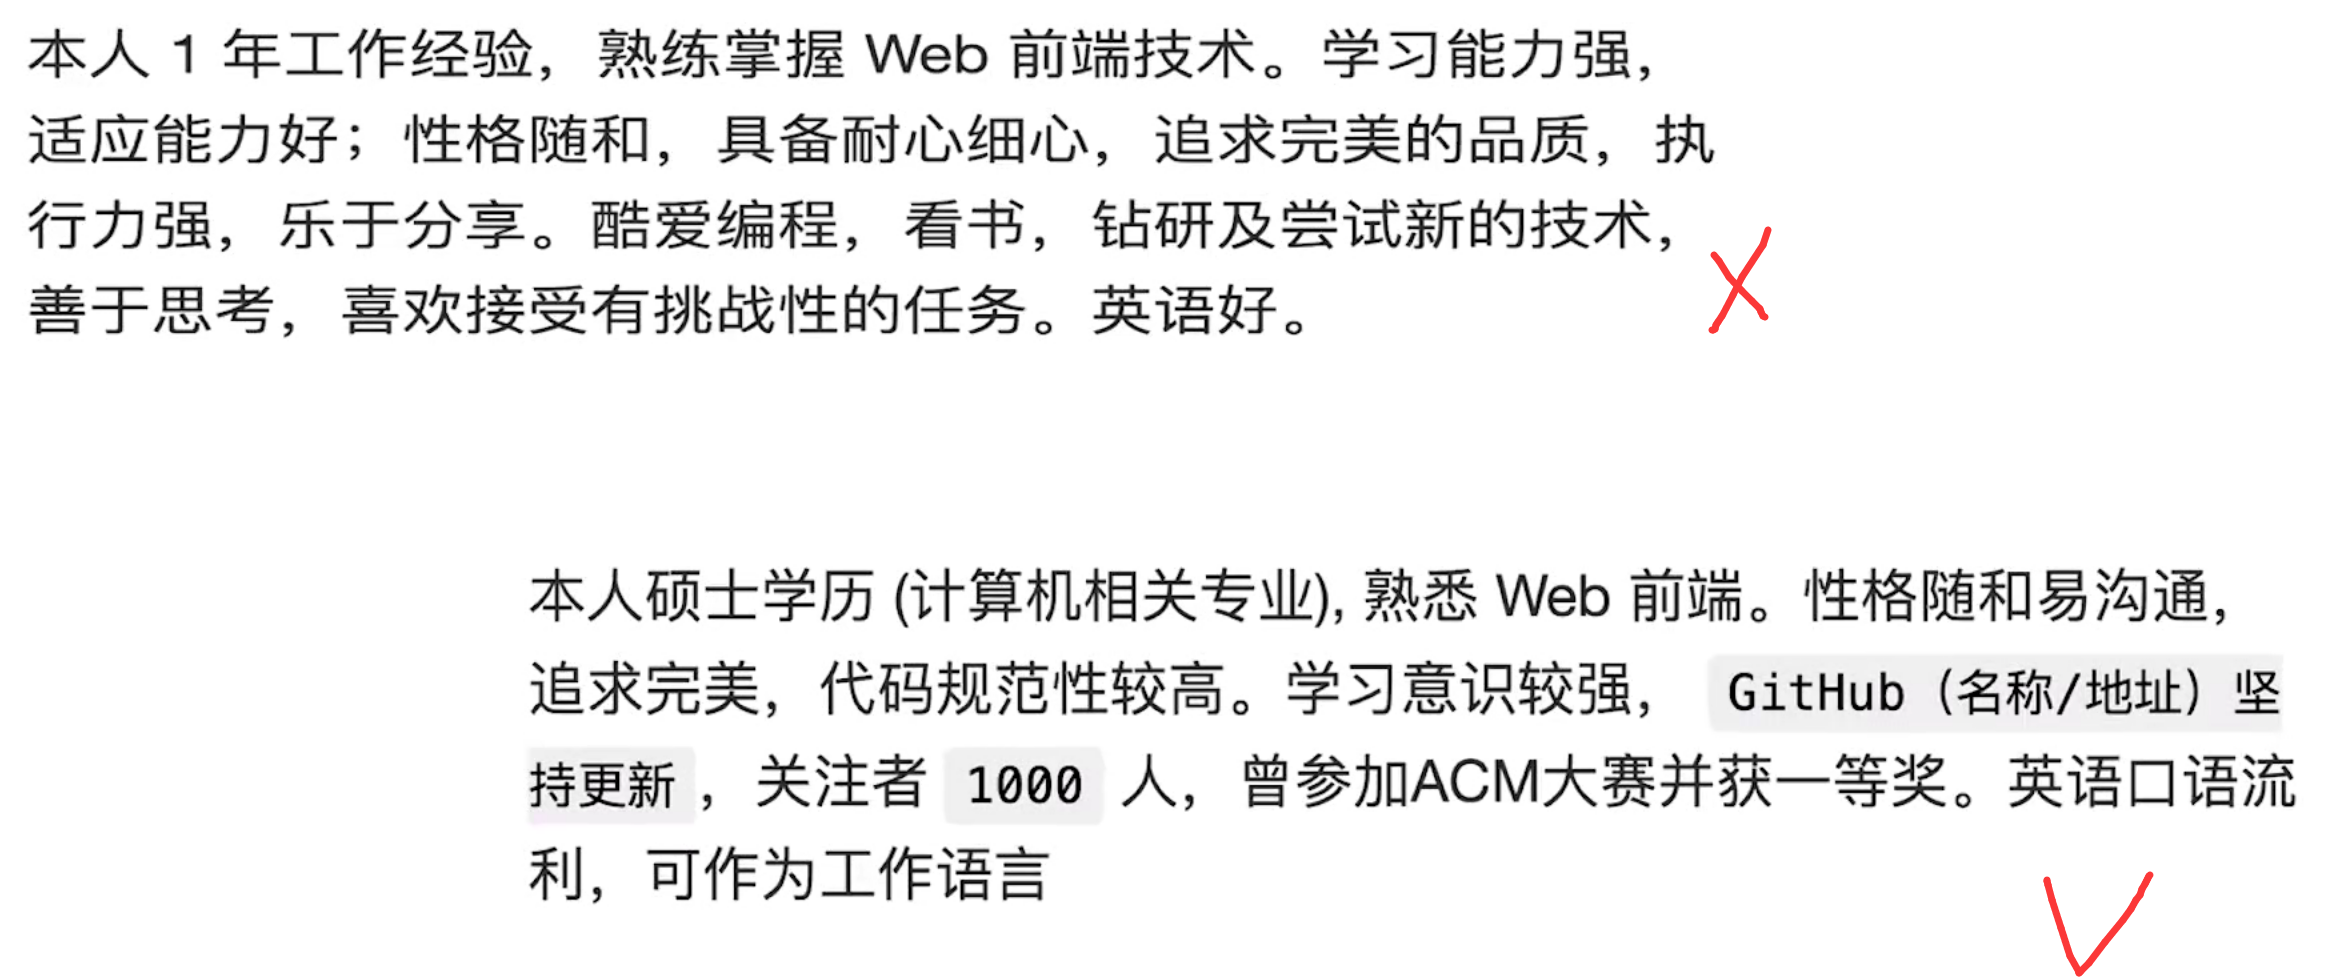 本人 1 年工作经验，熟练掌握 Web 前端技术。学习能力强，
适应能力好；性格随和，具备耐心细心，追求完美的品质，执
行力强，乐于分享。酷爱编程，看书，钻研及尝试新的技术，
善于思考，喜欢接受有挑战性的任务。英语好。
本人硕士学历 (计算机相关专业), 熟悉 Web 前端。性格随和易沟通，
追求完美，代码规范性较高。学习意识较强， GitHub（名称/地址）坚
持更新 ，关注者 1000 人，曾参加ACM大赛并获一等奖。英语口语流
利，可作为工作语言